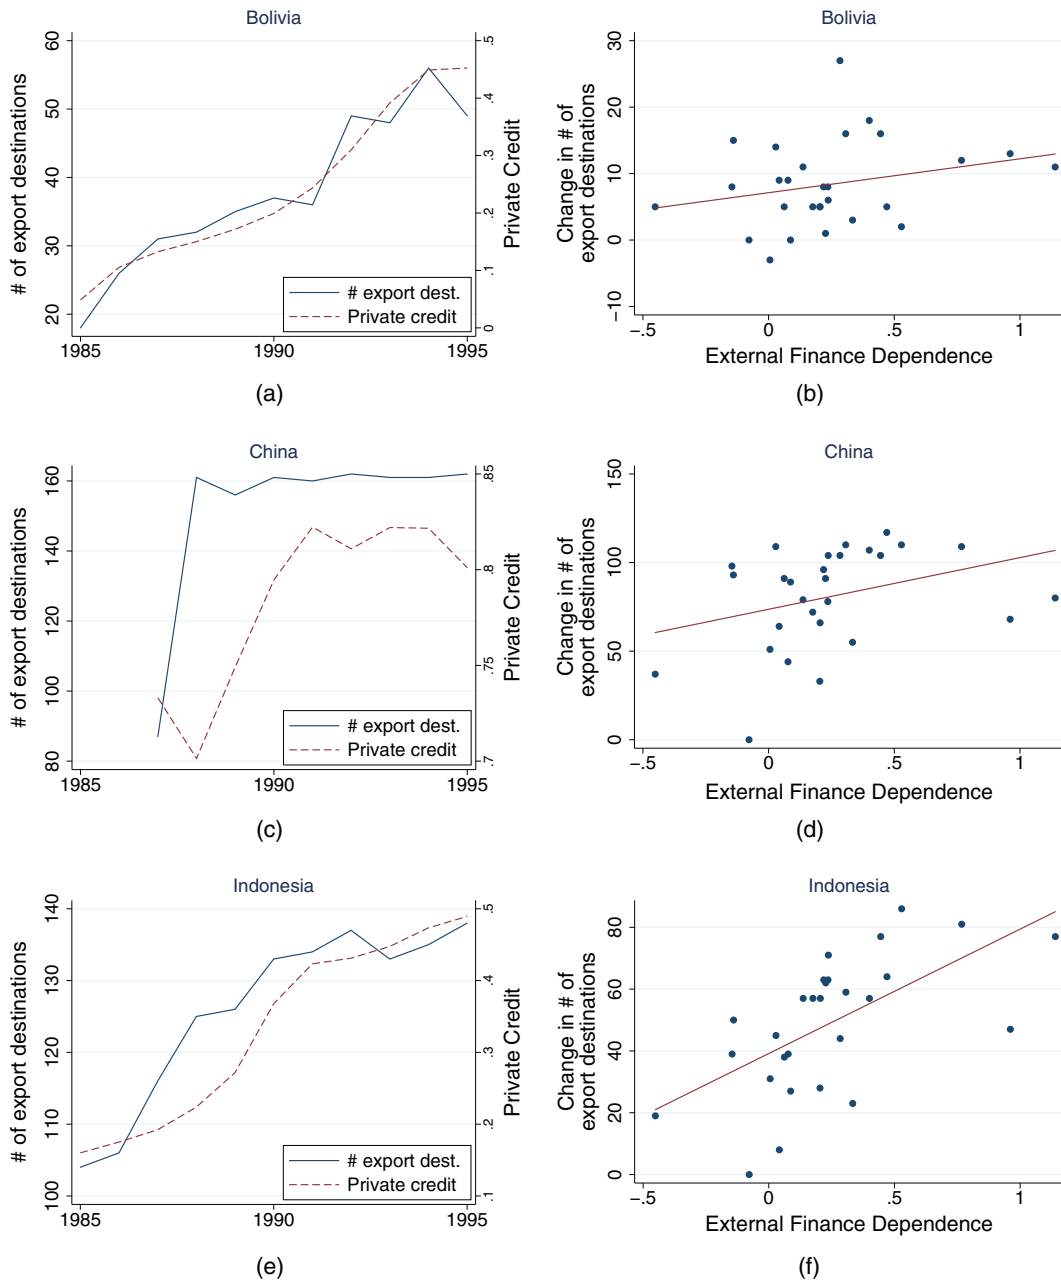 Bolivia
# of export destinations
20 30 40 50 60
Private Credit
0 .1 .2 .3 .4 .5
# export dest.
Private credit
1985 1990 1995
(a)
Bolivia
Change in # of
export destinations
−10 0 10 20 30
−.5 0 .5 1
External Finance Dependence
(b)
China
# of export destinations
80 100 120 140 160
Private Credit
.7 .75 .8 .85
# export dest.
Private credit
1985 1990 1995
(c)
China
Change in # of
export destinations
0 50 100 150
−.5 0 .5 1
External Finance Dependence
(d)
Indonesia
# of export destinations
100 110 120 130 140
Private Credit
.1 .2 .3 .4 .5
# export dest.
Private credit
1985 1990 1995
(e)
Indonesia
Change in # of
export destinations
0 20 40 60 80
−.5 0 .5 1
External Finance Dependence
(f)